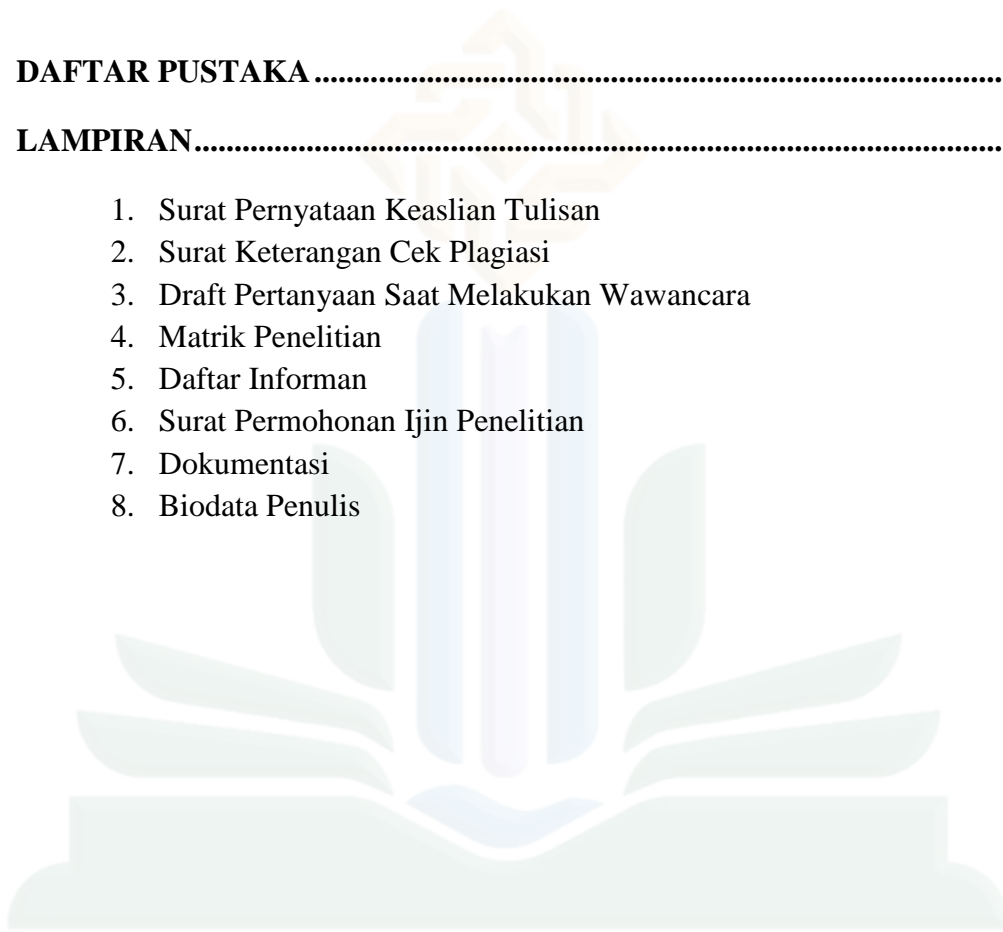 DAFTAR PUSTAKA......................................................................................
LAMPIRAN.....................................................................................................
1. Surat Pernyataan Keaslian Tulisan
2. Surat Keterangan Cek Plagiasi
3. Draft Pertanyaan Saat Melakukan Wawancara
4. Matrik Penelitian
5. Daftar Informan
6. Surat Permohonan Ijin Penelitian
7. Dokumentasi
8. Biodata Penulis